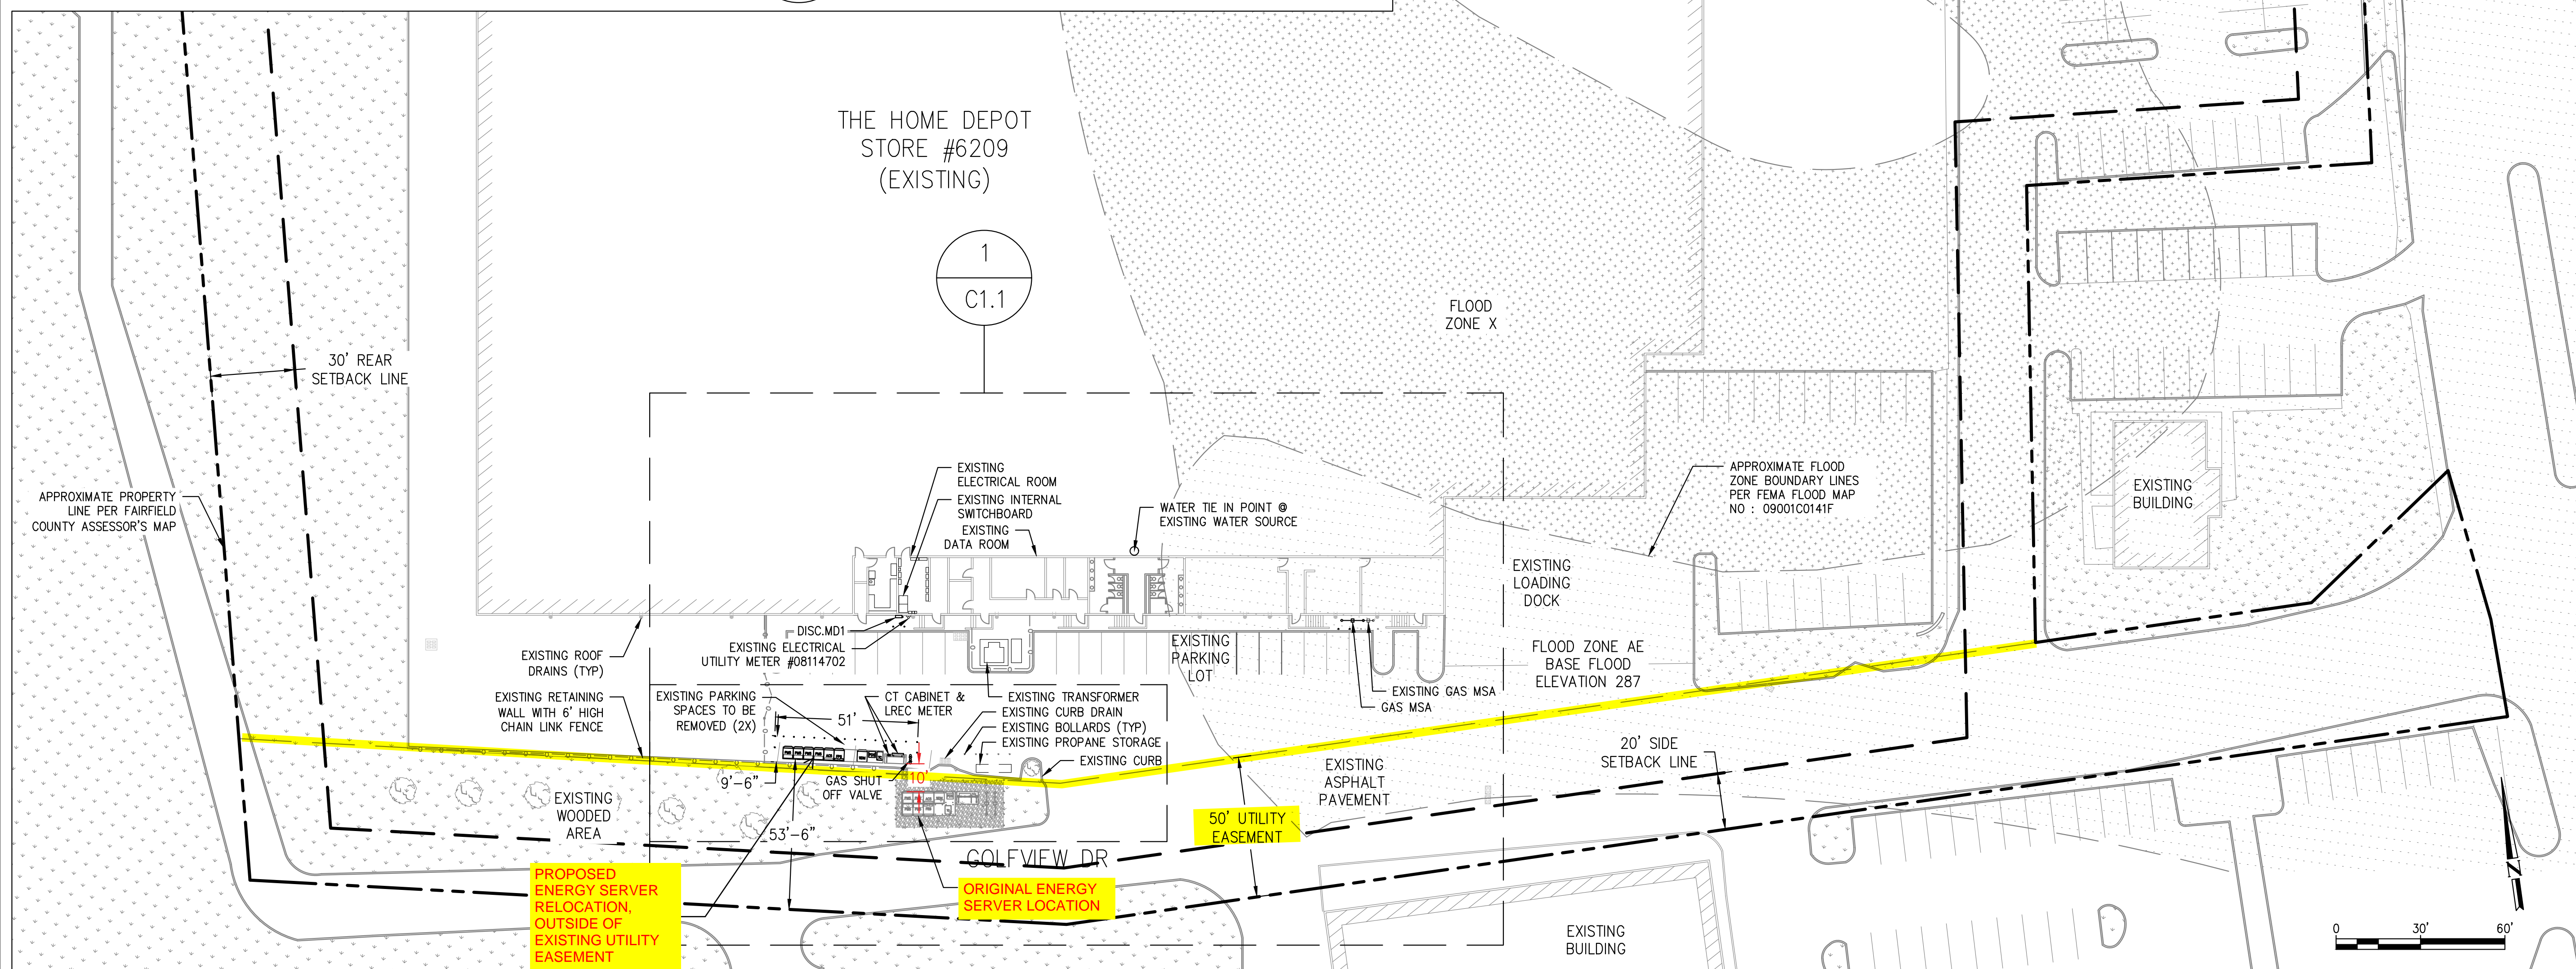 THE HOME DEPOT
STORE #6209
(EXISTING)
1
C1.1
FLOOD
ZONE X
30' REAR
SETBACK LINE
APPROXIMATE PROPERTY
LINE PER FAIRFIELD
COUNTY ASSESSOR'S MAP
EXISTING
ELECTRICAL ROOM
EXISTING INTERNAL
SWITCHBOARD
EXISTING
DATA ROOM
WATER TIE IN POINT @
EXISTING WATER SOURCE
APPROXIMATE FLOOD
ZONE BOUNDARY LINES
PER FEMA FLOOD MAP
NO : 09001C0141F
EXISTING
BUILDING
EXISTING
LOADING
DOCK
DISC.MD1
EXISTING ELECTRICAL
UTILITY METER #08114702
EXISTING
PARKING
LOT
EXISTING ROOF
DRAINS (TYP)
FLOOD ZONE AE
BASE FLOOD
ELEVATION 287
EXISTING RETAINING
WALL WITH 6' HIGH
CHAIN LINK FENCE
EXISTING PARKING
SPACES TO BE
REMOVED (2X)
51'
CT CABINET &
LREC METER
EXISTING TRANSFORMER
EXISTING CURB DRAIN
EXISTING BOLLARDS (TYP)
EXISTING PROPANE STORAGE
EXISTING CURB
EXISTING GAS MSA
GAS MSA
9'-6"
GAS SHUT
OFF VALVE
10'
20' SIDE
SETBACK LINE
EXISTING
ASPHALT
PAVEMENT
EXISTING
WOODED
AREA
53'-6"
50' UTILITY
EASEMENT
GOLFVIEW DR
PROPOSED
ENERGY SERVER
RELOCATION,
OUTSIDE OF
EXISTING UTILITY
EASEMENT
ORIGINAL ENERGY
SERVER LOCATION
EXISTING
BUILDING
N
0 30' 60'